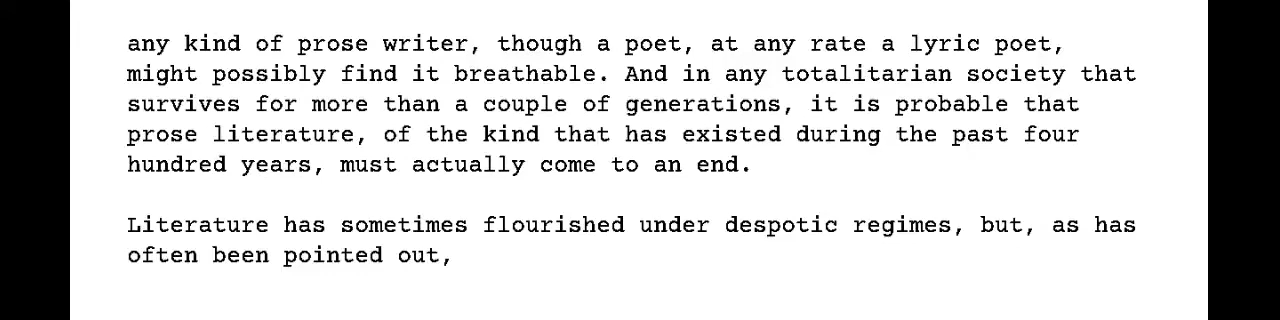 any kind of prose writer, though a poet, at any rate a lyric poet,
might possibly find it breathable. And in any totalitarian society that
survives for more than a couple of generations, it is probable that
prose literature, of the kind that has existed during the past four
hundred years, must actually come to an end.
Literature has sometimes flourished under despotic regimes, but, as has
often been pointed out,